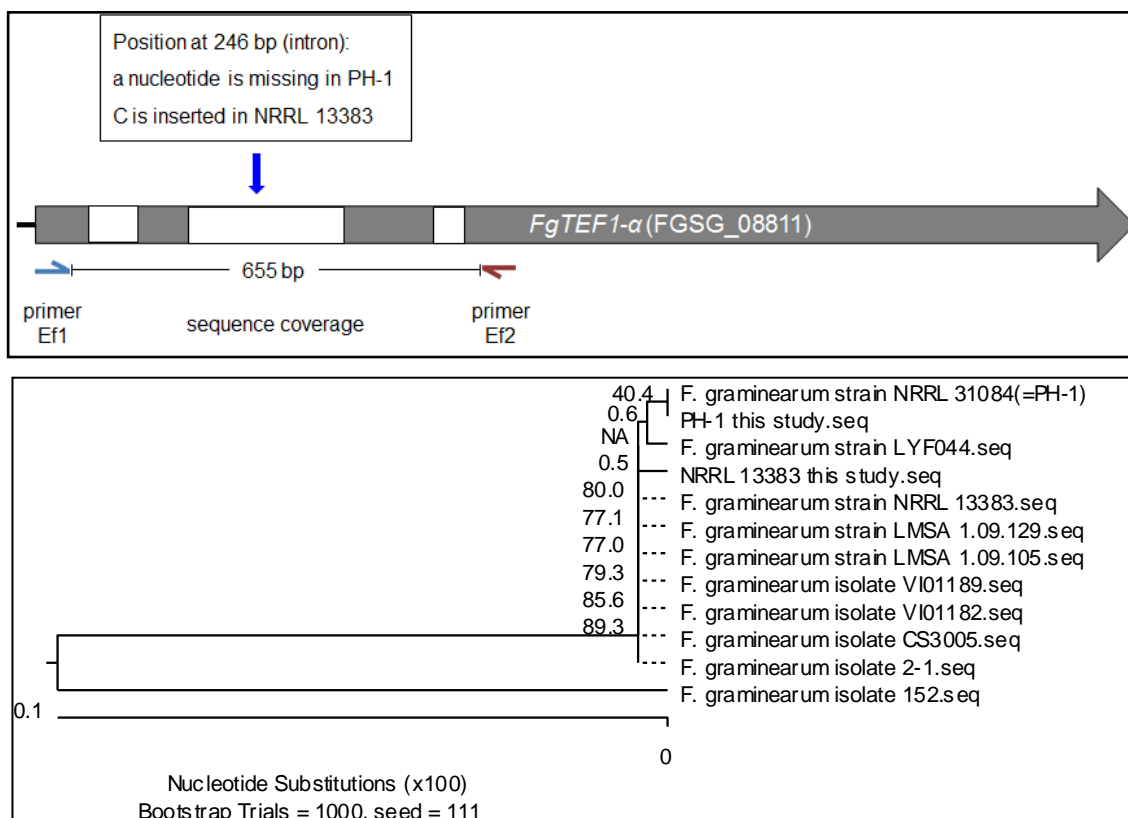 Position at 246 bp (intron):
a nucleotide is missing in PH-1
C is inserted in NRRL 13383
FgTEF1-α (FGSG_08811)
655 bp
primer
Ef1
sequence coverage
primer
Ef2
40.4
F. graminearum strain NRRL 31084(=PH-1)
0.6
PH-1 this study.seq
NA
F. graminearum strain LYF044.seq
0.5
NRRL 13383 this study.seq
80.0
F. graminearum strain NRRL 13383.seq
77.1
F. graminearum strain LMSA 1.09.129.seq
77.0
F. graminearum strain LMSA 1.09.105.seq
79.3
F. graminearum isolate VI01189.seq
85.6
F. graminearum isolate VI01182.seq
89.3
F. graminearum isolate CS3005.seq
F. graminearum isolate 2-1.seq
F. graminearum isolate 152.seq
0.1
0
Nucleotide Substitutions (x100)
Bootstrap Trials = 1000, seed = 111